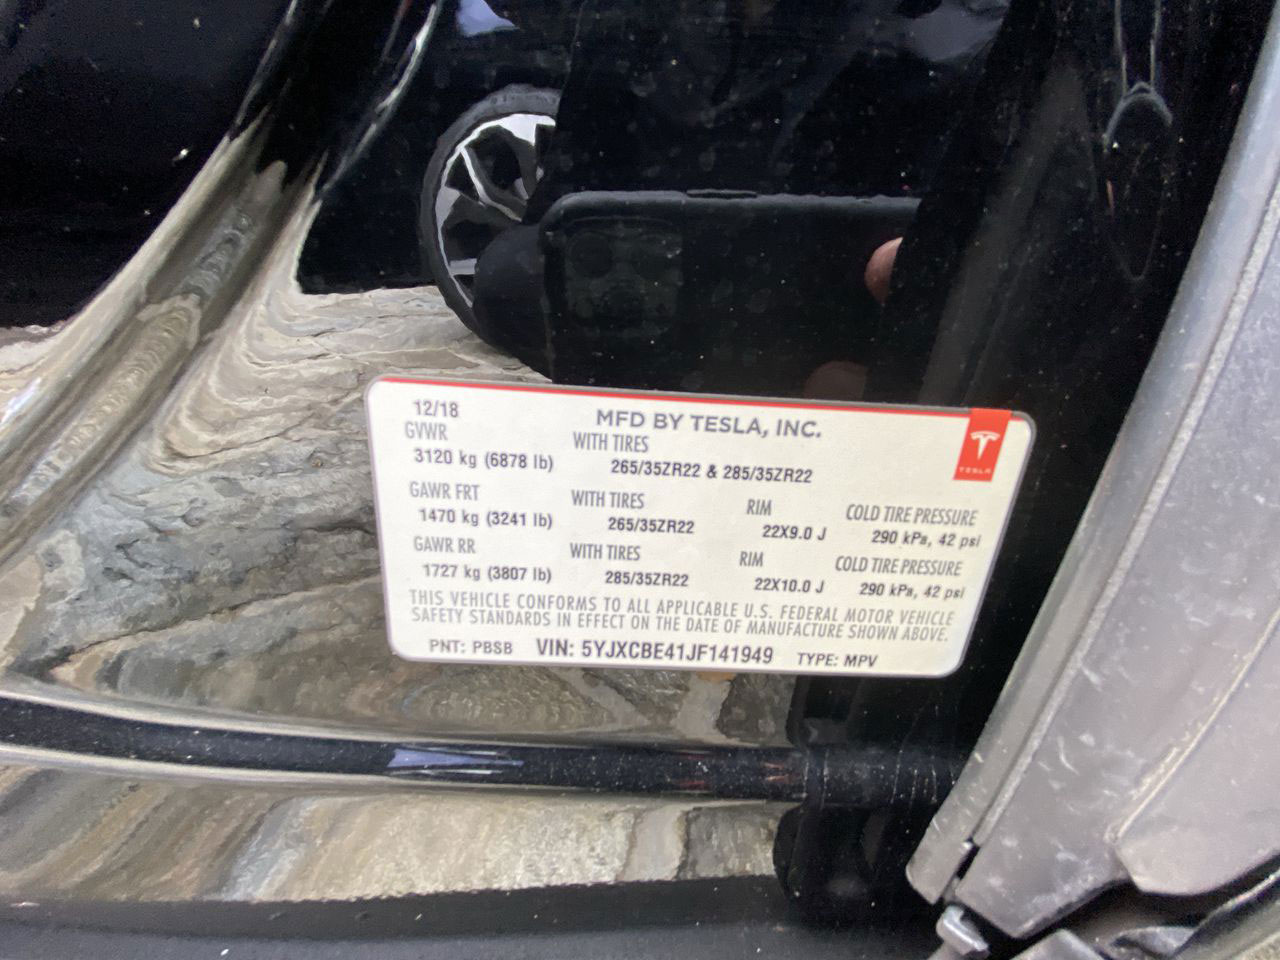 12/18
MFD BY TESLA, INC.
GVWR WITH TIRES
3120 kg (6878 lb) 265/35ZR22 & 285/35ZR22
TESLA
GAWR FRT WITH TIRES RIM COLD TIRE PRESSURE
1470 kg (3241 lb) 265/35ZR22 22X9.0 J 290 kPa, 42 psi
GAWR RR WITH TIRES RIM COLD TIRE PRESSURE
1727 kg (3807 lb) 285/35ZR22 22X10.0 J 290 kPa, 42 psi
THIS VEHICLE CONFORMS TO ALL APPLICABLE U.S. FEDERAL MOTOR VEHICLE
SAFETY STANDARDS IN EFFECT ON THE DATE OF MANUFACTURE SHOWN ABOVE.
PNT: PBSB VIN: 5YJXCBE41JF141949 TYPE: MPV